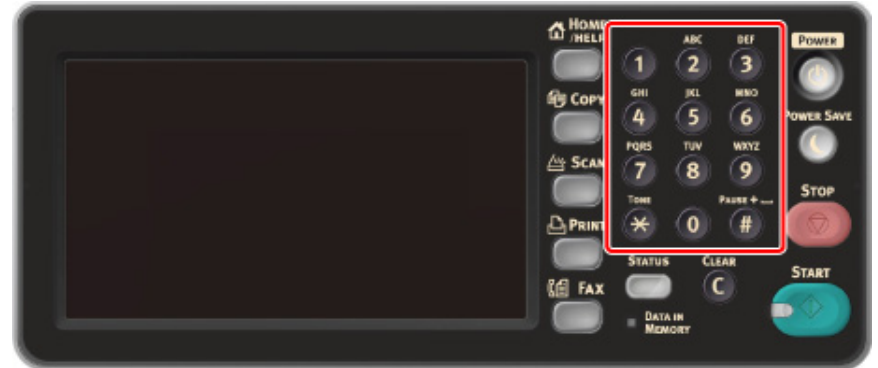 HOME
/HELP
COPY
SCAN
PRINT
FAX
ABC DEF
1 2 3
GHI JKL MNO
4 5 6
PQRS TUV WXYZ
7 8 9
TONE PAUSE + –
* 0 #
STATUS CLEAR
C
DATA IN
MEMORY
POWER
POWER SAVE
STOP
START